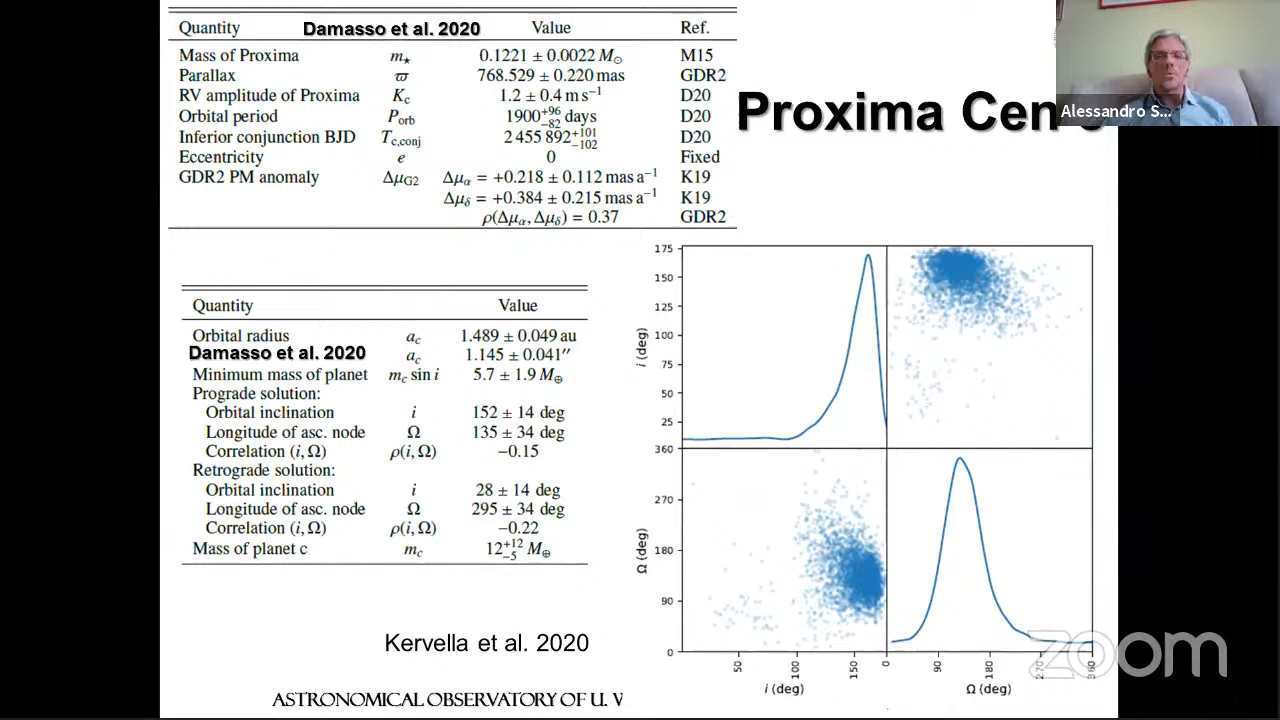 Quantity Damasso et al. 2020 Value Ref.
Mass of Proxima m⋆ 0.1221 ± 0.0022 M⊙ M15
Parallax ϖ 768.529 ± 0.220 mas GDR2
RV amplitude of Proxima Kc 1.2 ± 0.4 m s−1 D20
Orbital period Porb 1900+96−82 days D20
Inferior conjunction BJD Tc,conj 2 455 892+101−102 D20
Eccentricity e 0 Fixed
GDR2 PM anomaly ΔμG2 Δμα = +0.218 ± 0.112 mas a−1 K19
Δμδ = +0.384 ± 0.215 mas a−1 K19
ρ(Δμα, Δμδ) = 0.37 GDR2
Proxima Cen
Alessandro S...
Quantity Value
Orbital radius ac 1.489 ± 0.049 au
Damasso et al. 2020 ac 1.145 ± 0.041″
Minimum mass of planet mc sin i 5.7 ± 1.9 M⊕
Prograde solution:
Orbital inclination i 152 ± 14 deg
Longitude of asc. node Ω 135 ± 34 deg
Correlation (i, Ω) ρ(i, Ω) −0.15
Retrograde solution:
Orbital inclination i 28 ± 14 deg
Longitude of asc. node Ω 295 ± 34 deg
Correlation (i, Ω) ρ(i, Ω) −0.22
Mass of planet c mc 12+12−5 M⊕
175
150
125
100
75
50
25
i (deg)
360
270
180
90
0
Ω (deg)
50 100 150 0 90 180 270 360
i (deg) Ω (deg)
Kervella et al. 2020
ASTRONOMICAL OBSERVATORY OF U. V
zoom